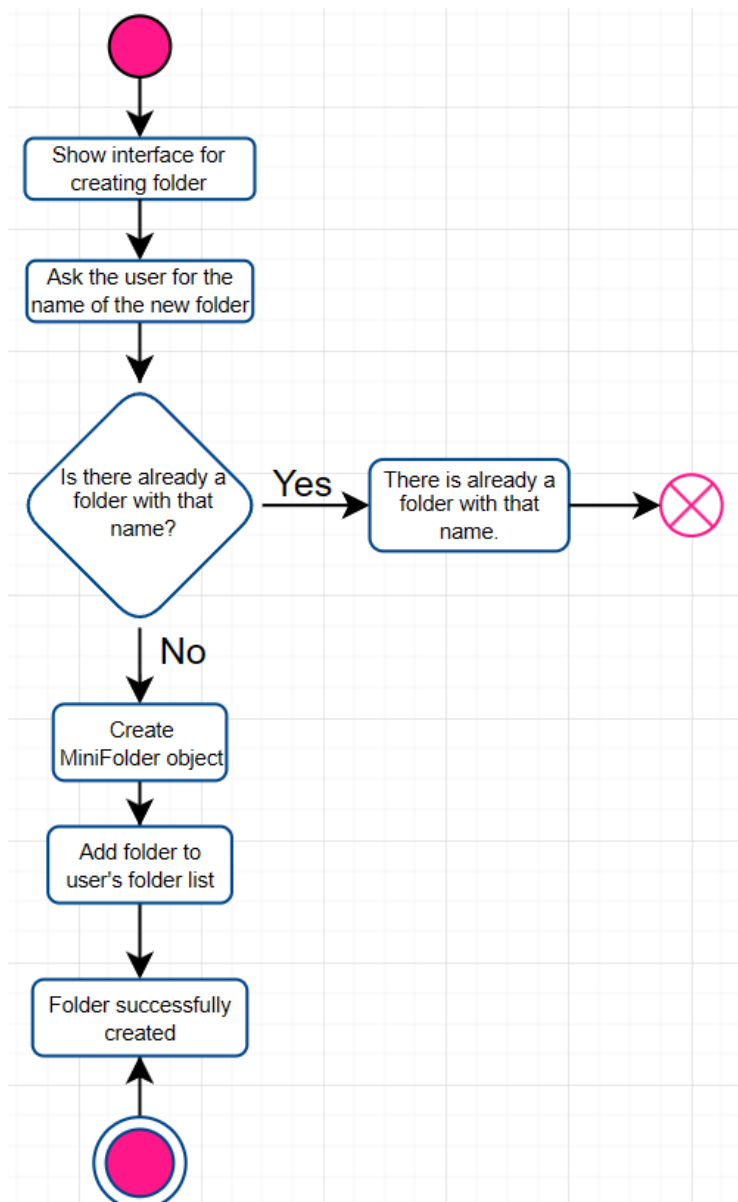 Show interface for
creating folder
Ask the user for the
name of the new folder
Is there already a
folder with that
name?
Yes
There is already a
folder with that
name.
No
Create
MiniFolder object
Add folder to
user's folder list
Folder successfully
created